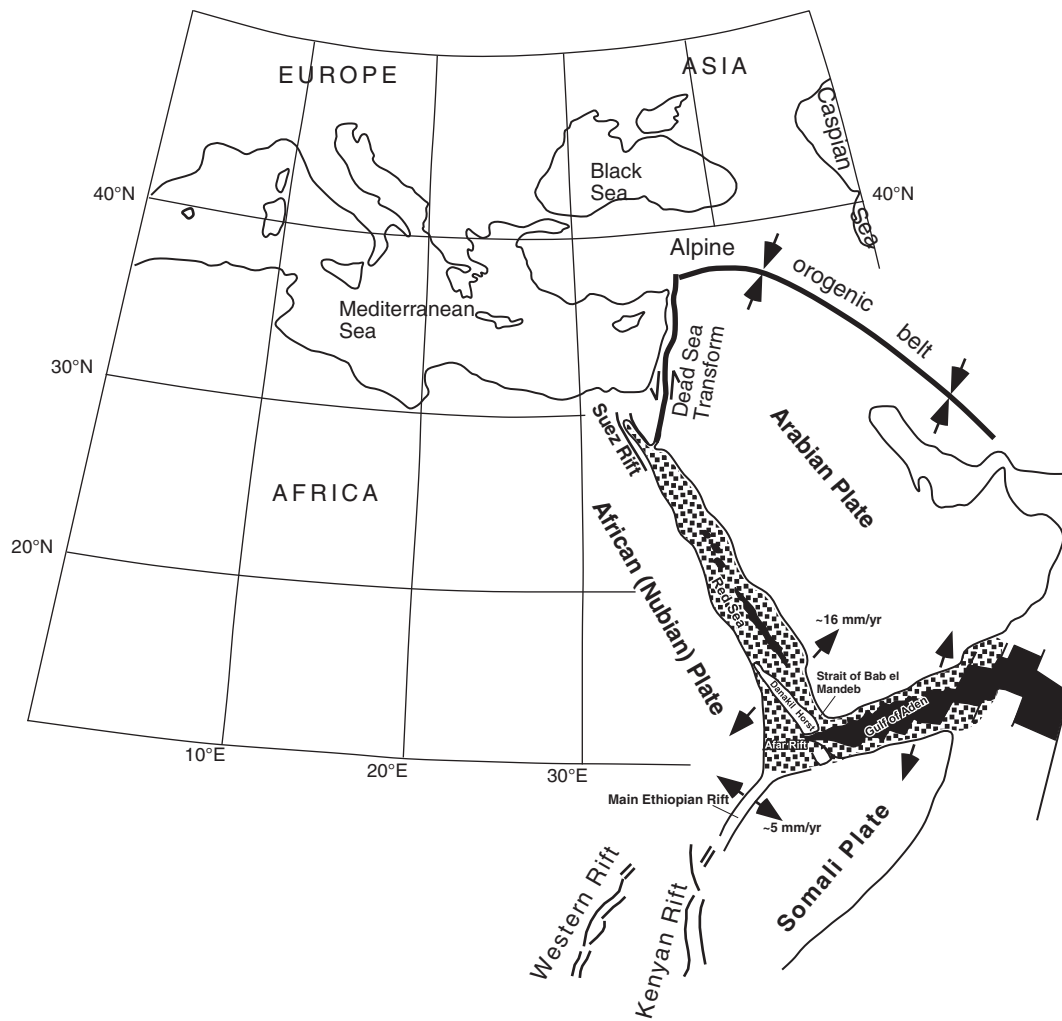 EUROPE
ASIA
Caspian
Sea
Black
Sea
40°N
40°N
Alpine
orogenic
belt
Mediterranean
Sea
Dead Sea
Transform
30°N
Suez Rift
Arabian Plate
AFRICA
African (Nubian) Plate
20°N
Red Sea
~16 mm/yr
Strait of Bab el
Mandeb
Danakil Horst
Gulf of Aden
Afar Rift
10°E
20°E
30°E
Main Ethiopian Rift
~5 mm/yr
Somali Plate
Western Rift
Kenyan Rift